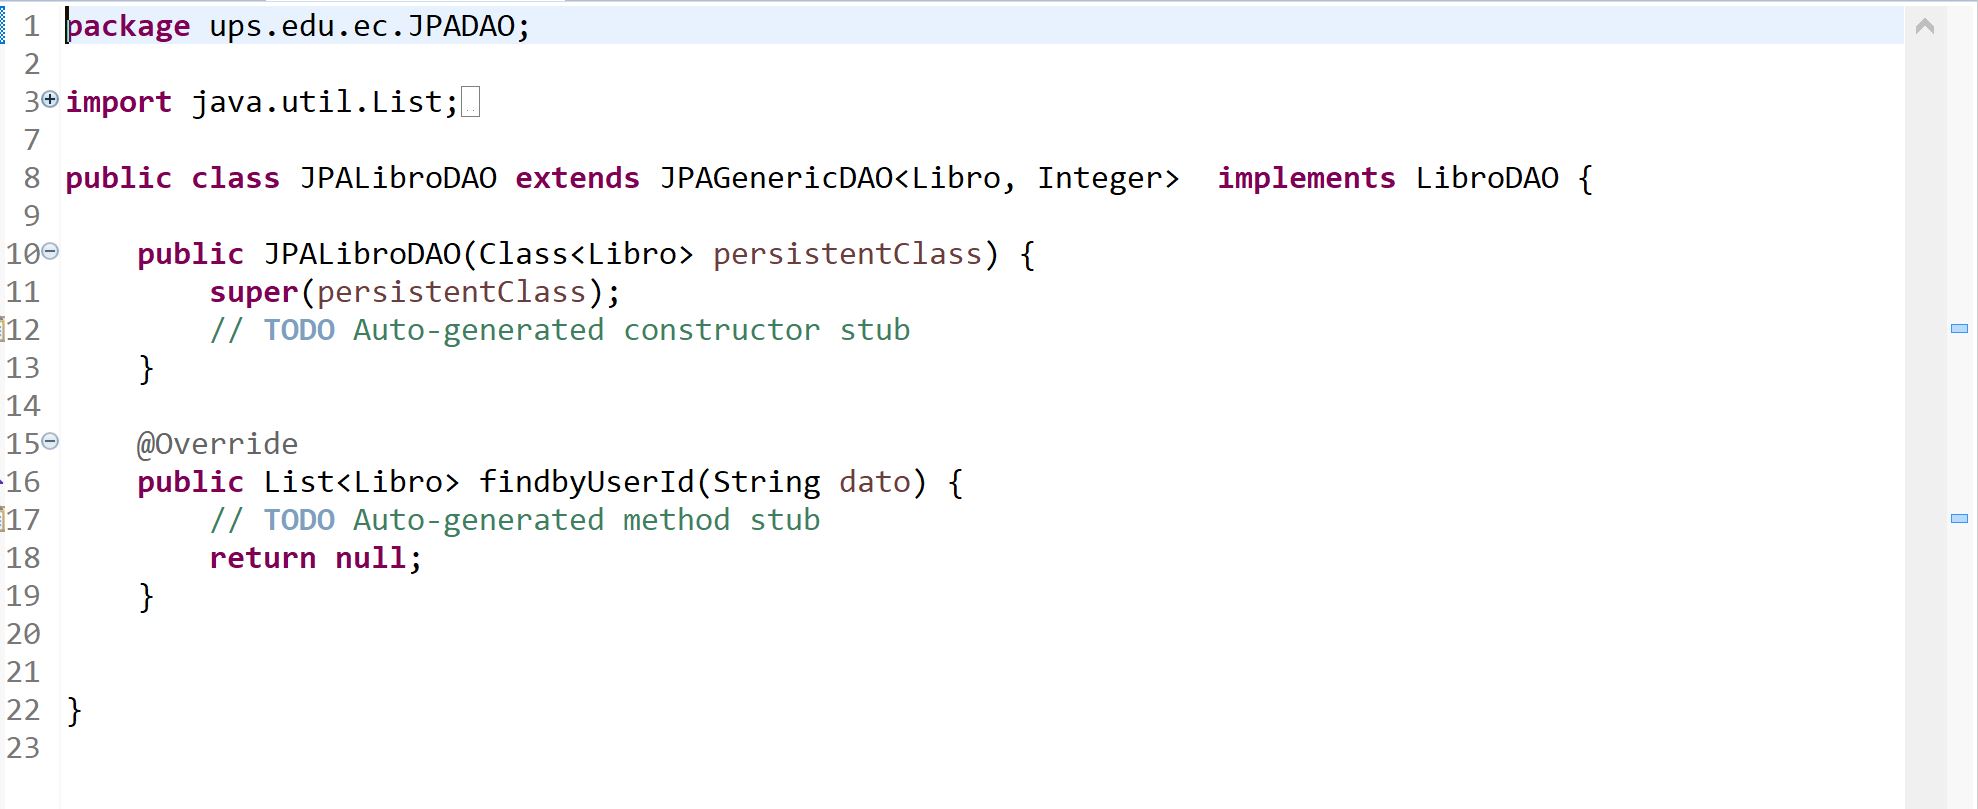 1 package ups.edu.ec.JPADAO;
2
3 import java.util.List;
7
8 public class JPALibroDAO extends JPAGenericDAO<Libro, Integer>  implements LibroDAO {
9
10     public JPALibroDAO(Class<Libro> persistentClass) {
11         super(persistentClass);
12         // TODO Auto-generated constructor stub
13     }
14
15     @Override
16     public List<Libro> findbyUserId(String dato) {
17         // TODO Auto-generated method stub
18         return null;
19     }
20
21
22 }
23